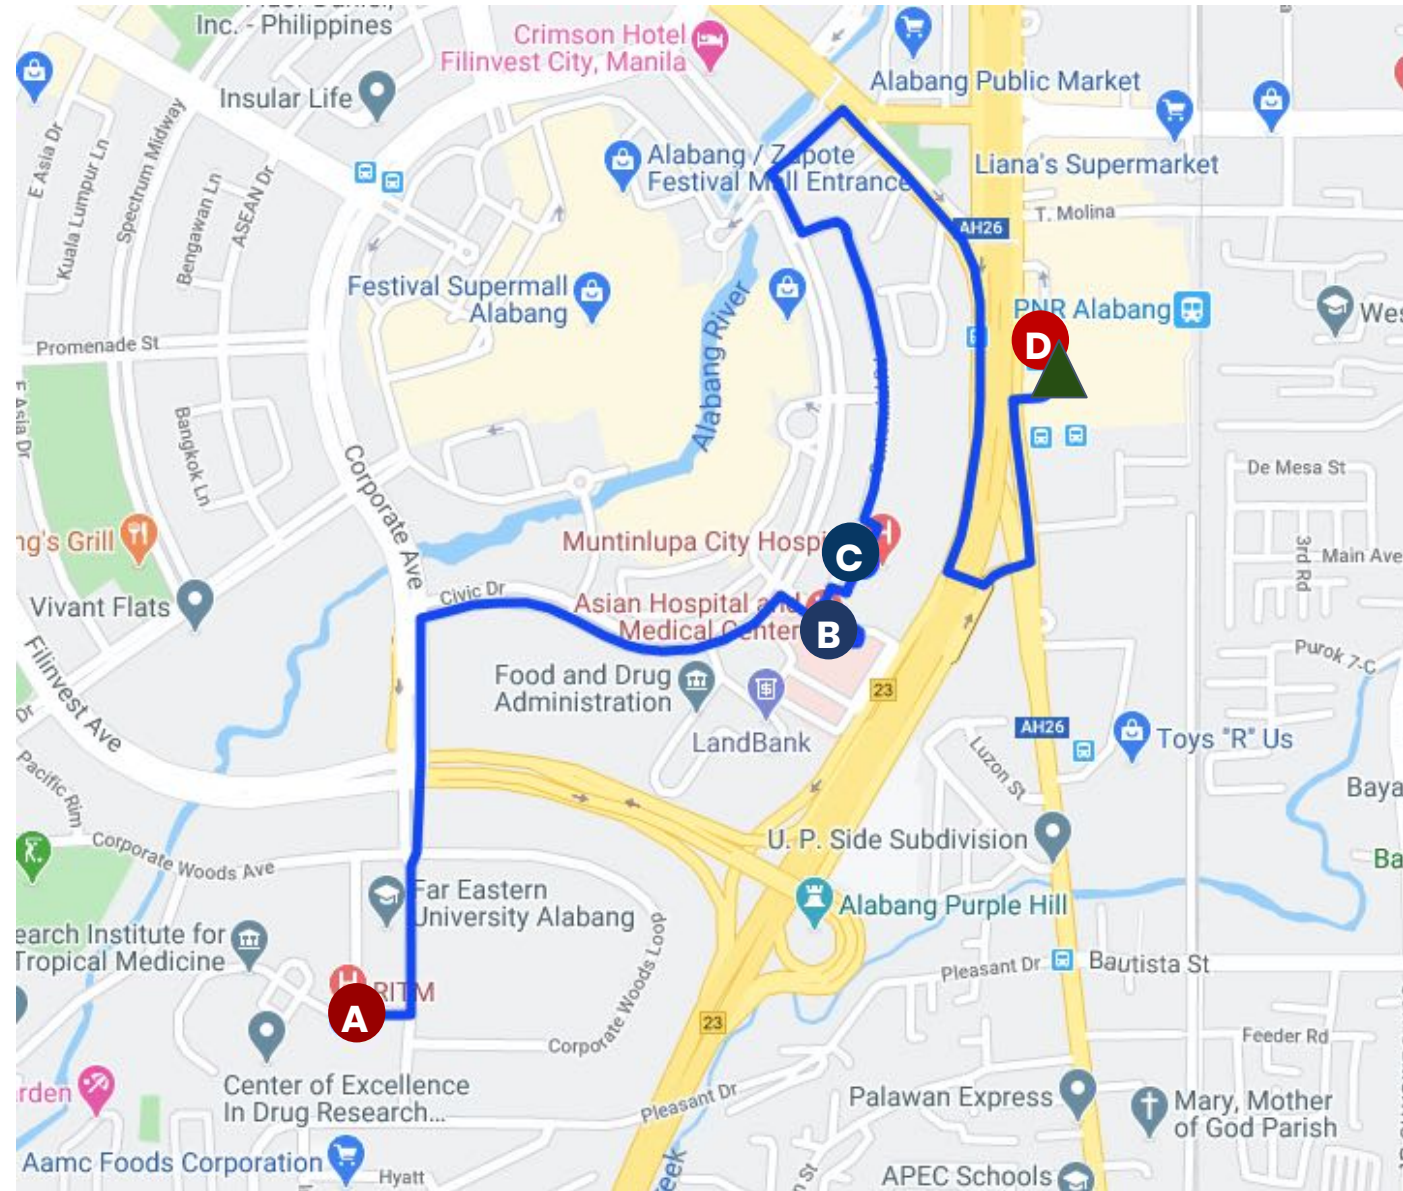 Inc. - Philippines
Crimson Hotel
Filinvest City, Manila
Alabang Public Market
Insular Life
Liana's Supermarket
Alabang / Zapote
Festival Mall Entrance
E Asia Dr
Kuala Lumpur Ln
Spectrum Midway
Bengawan Ln
ASEAN Dr
T. Molina
AH26
Festival Supermall
Alabang
Alabang River
PNR Alabang
D
Wes
Promenade St
E Asia Dr
Bangkok Ln
Corporate Ave
De Mesa St
ng's Grill
Muntinlupa City Hospi
C
3rd Rd
Main Ave
Vivant Flats
Civic Dr
Asian Hospital and
Medical Center
B
Filinvest Ave
Dr
Food and Drug
Administration
23
Purok 7-C
LandBank
AH26
Toys "R" Us
Luzon St
Pacific Rim
Baya
Corporate Woods Ave
U. P. Side Subdivision
Ba
Far Eastern
University Alabang
Alabang Purple Hill
earch Institute for
Tropical Medicine
Corporate Woods Loop
Pleasant Dr
Bautista St
RITM
A
23
Feeder Rd
Center of Excellence
In Drug Research...
rden
Pleasant Dr
Palawan Express
Mary, Mother
of God Parish
Aamc Foods Corporation
Hyatt
eek
n St
APEC Schools